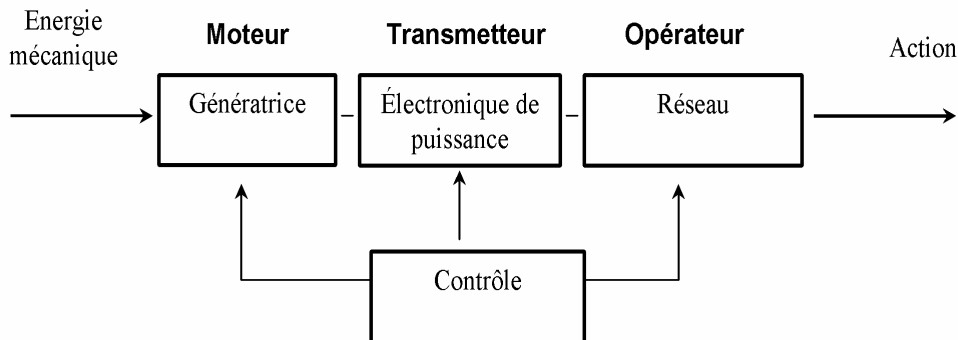 Energie
mécanique
Moteur
Transmetteur
Opérateur
Action
Génératrice
Électronique de
puissance
Réseau
Contrôle